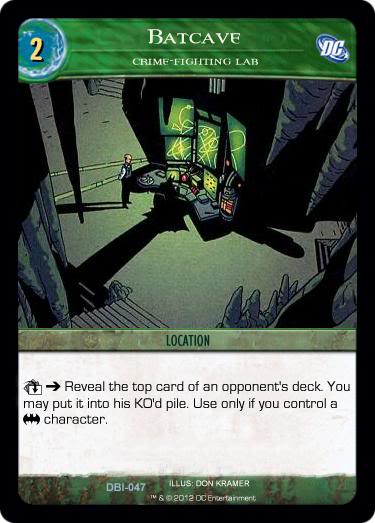 2
BATCAVE
DC
CRIME-FIGHTING LAB
LOCATION
➔ Reveal the top card of an opponent's deck. You
may put it into his KO'd pile. Use only if you control a
character.
ILLUS: DON KRAMER
DBI-047
™ & © 2012 DC Entertainment